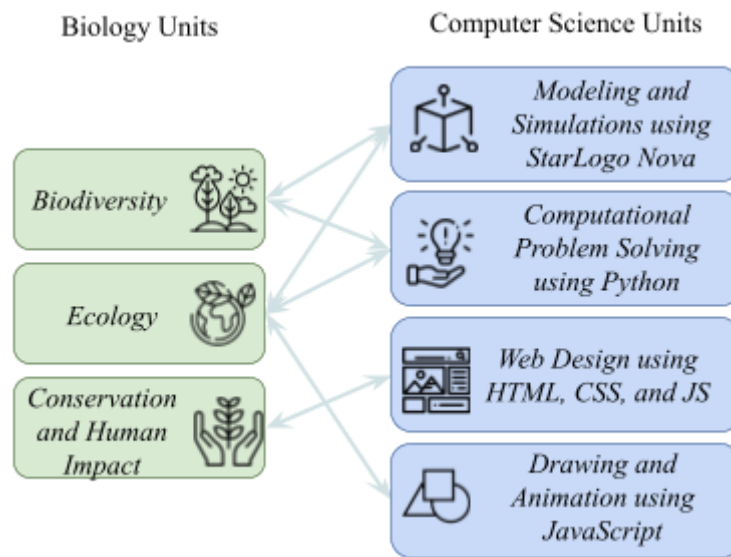 Biology Units
Computer Science Units
Biodiversity
Ecology
Conservation
and Human
Impact
Modeling and
Simulations using
StarLogo Nova
Computational
Problem Solving
using Python
Web Design using
HTML, CSS, and JS
Drawing and
Animation using
JavaScript